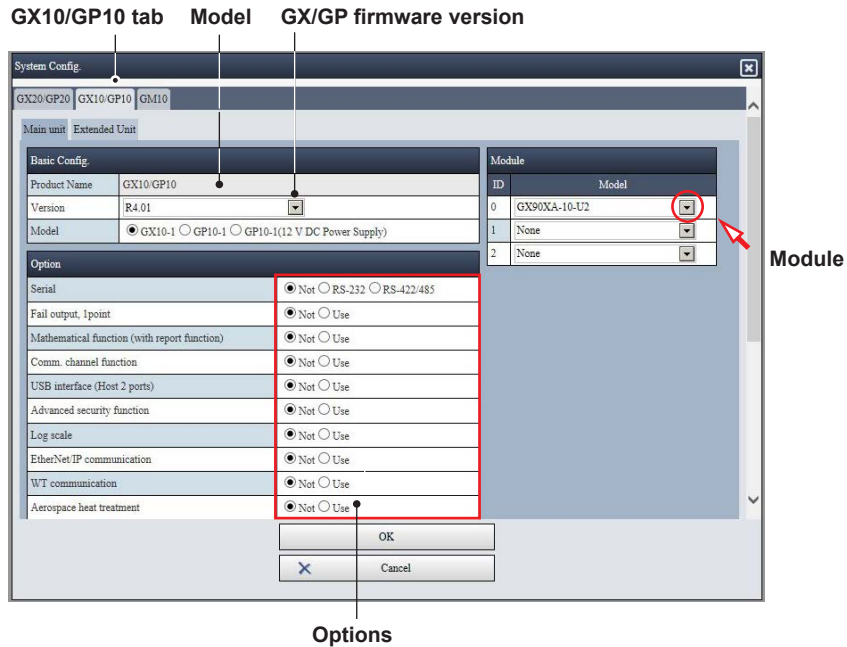 GX10/GP10 tab Model GX/GP firmware version
System Config.
GX20/GP20 GX10/GP10 GM10
Main unit Extended Unit
Basic Config.
Product Name GX10/GP10
Version R4.01
Model GX10-1 GP10-1 GP10-1(12 V DC Power Supply)
Module
ID Model
0 GX90XA-10-U2
1 None
2 None
Module
Option
Serial Not RS-232 RS-422/485
Fail output, 1point Not Use
Mathematical function (with report function) Not Use
Comm. channel function Not Use
USB interface (Host 2 ports) Not Use
Advanced security function Not Use
Log scale Not Use
EtherNet/IP communication Not Use
WT communication Not Use
Aerospace heat treatment Not Use
OK
Cancel
Options